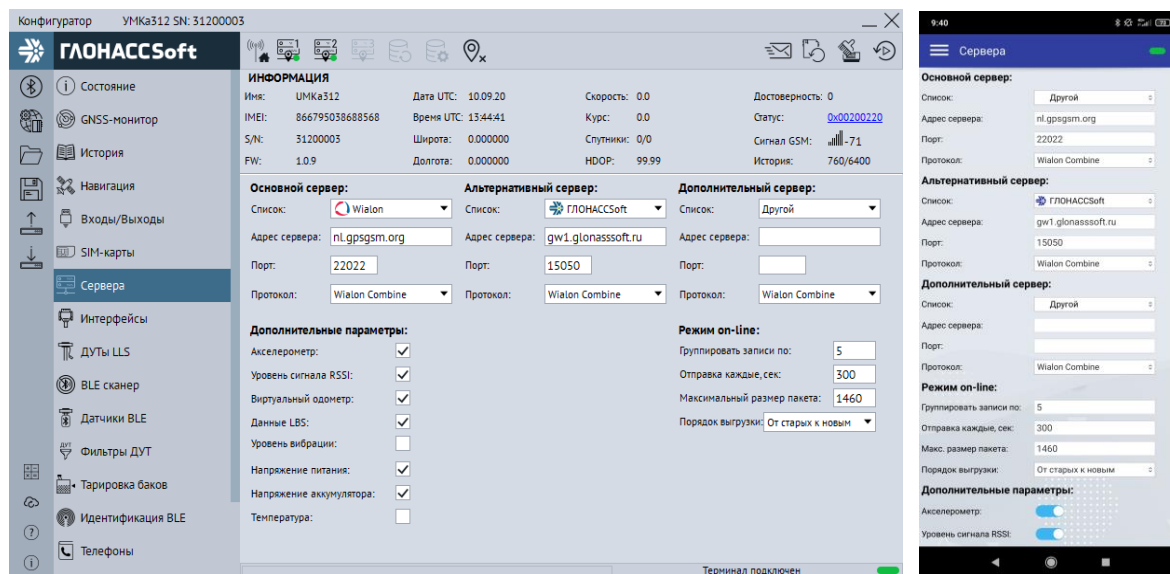 Конфигуратор УМКа312 SN: 31200003
ГЛОНАССSoft
1 2
Состояние
GNSS-монитор
История
Навигация
Входы/Выходы
SIM-карты
Сервера
Интерфейсы
ДУТы LLS
BLE сканер
Датчики BLE
Фильтры ДУТ
Тарировка баков
Идентификация BLE
Телефоны
ИНФОРМАЦИЯ
Имя: УМКа312 Дата UTC: 10.09.20 Скорость: 0.0 Достоверность: 0
IMEI: 866795038688568 Время UTC: 13:44:41 Курс: 0.0 Статус: 0x00200220
S/N: 31200003 Широта: 0.000000 Спутники: 0/0 Сигнал GSM: -71
FW: 1.0.9 Долгота: 0.000000 HDOP: 99.99 История: 760/6400
Основной сервер: Альтернативный сервер: Дополнительный сервер:
Список: Wialon Список: ГЛОНАССSoft Список: Другой
Адрес сервера: nl.gpsgsm.org Адрес сервера: gw1.glonasssoft.ru Адрес сервера:
Порт: 22022 Порт: 15050 Порт:
Протокол: Wialon Combine Протокол: Wialon Combine Протокол: Wialon Combine
Дополнительные параметры: Режим on-line:
Акселерометр: Группировать записи по: 5
Уровень сигнала RSSI: Отправка каждые,сек: 300
Виртуальный одометр: Максимальный размер пакета: 1460
Данные LBS: Порядок выгрузки: От старых к новым
Уровень вибрации:
Напряжение питания:
Напряжение аккумулятора:
Температура:
Терминал подключен
9:40
Сервера
Основной сервер:
Список: Другой
Адрес сервера: nl.gpsgsm.org
Порт: 22022
Протокол: Wialon Combine
Альтернативный сервер:
Список: ГЛОНАССSoft
Адрес сервера: gw1.glonasssoft.ru
Порт: 15050
Протокол: Wialon Combine
Дополнительный сервер:
Список: Другой
Адрес сервера:
Порт:
Протокол: Wialon Combine
Режим on-line:
Группировать записи по: 5
Отправка каждые, сек: 300
Макс. размер пакета: 1460
Порядок выгрузки: От старых к новым
Дополнительные параметры:
Акселерометр:
Уровень сигнала RSSI: